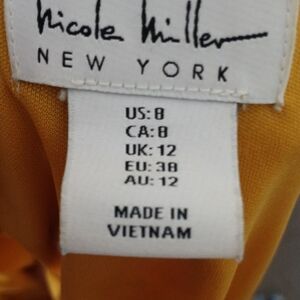 Nicole Miller
NEW YORK
US: 8
CA: 8
UK: 12
EU: 38
AU: 12
MADE IN
VIETNAM